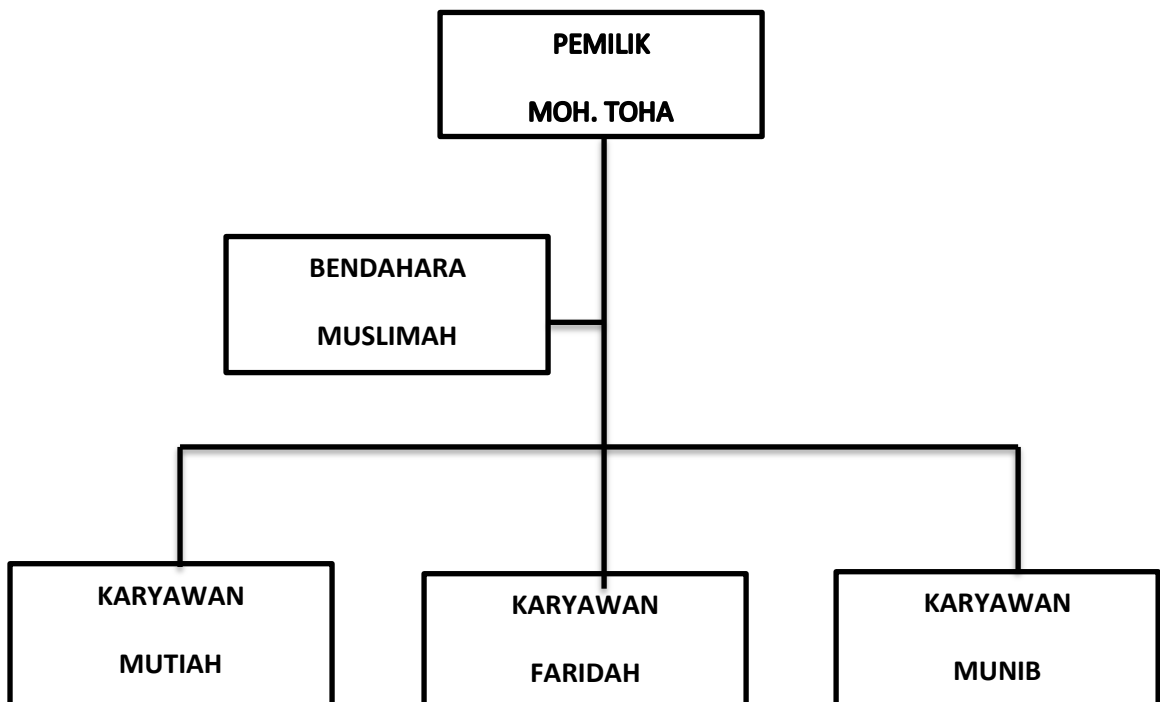 PEMILIK
MOH. TOHA
BENDAHARA
MUSLIMAH
KARYAWAN
MUTIAH
KARYAWAN
FARIDAH
KARYAWAN
MUNIB